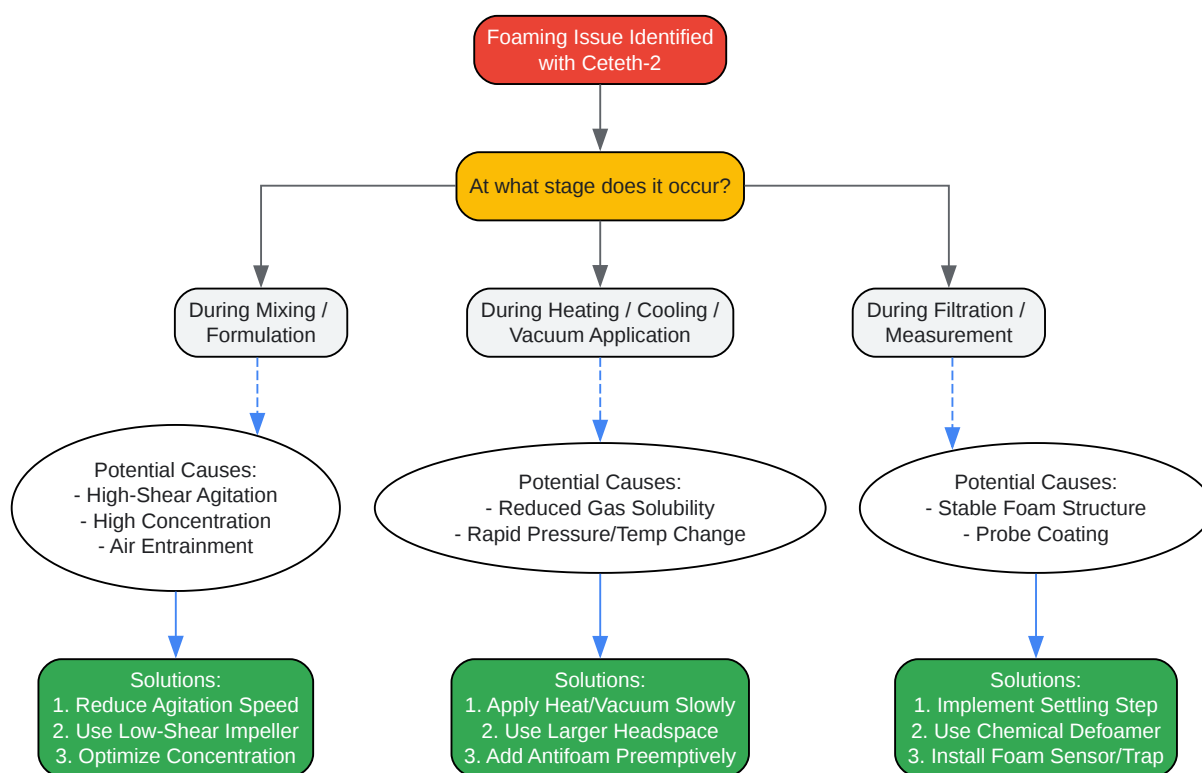 Foaming Issue Identified
with Ceteth-2
At what stage does it occur?
During Mixing /
Formulation
During Heating / Cooling /
Vacuum Application
During Filtration /
Measurement
Potential Causes:
- High-Shear Agitation
- High Concentration
- Air Entrainment
Potential Causes:
- Reduced Gas Solubility
- Rapid Pressure/Temp Change
Potential Causes:
- Stable Foam Structure
- Probe Coating
Solutions:
1. Reduce Agitation Speed
2. Use Low-Shear Impeller
3. Optimize Concentration
Solutions:
1. Apply Heat/Vacuum Slowly
2. Use Larger Headspace
3. Add Antifoam Preemptively
Solutions:
1. Implement Settling Step
2. Use Chemical Defoamer
3. Install Foam Sensor/Trap